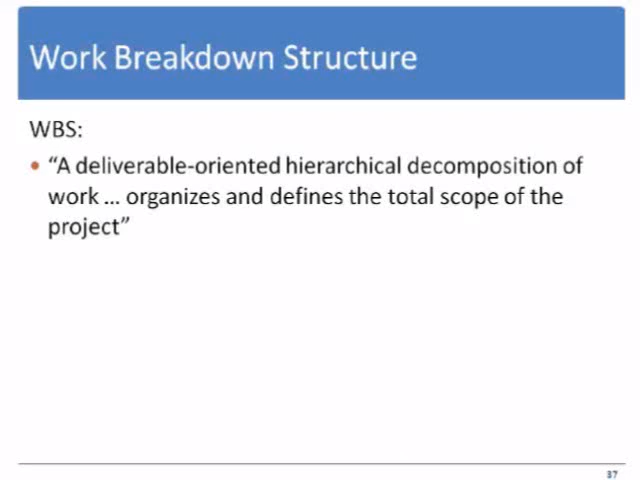 Work Breakdown Structure
WBS:
• “A deliverable-oriented hierarchical decomposition of
work ... organizes and defines the total scope of the
project”
37